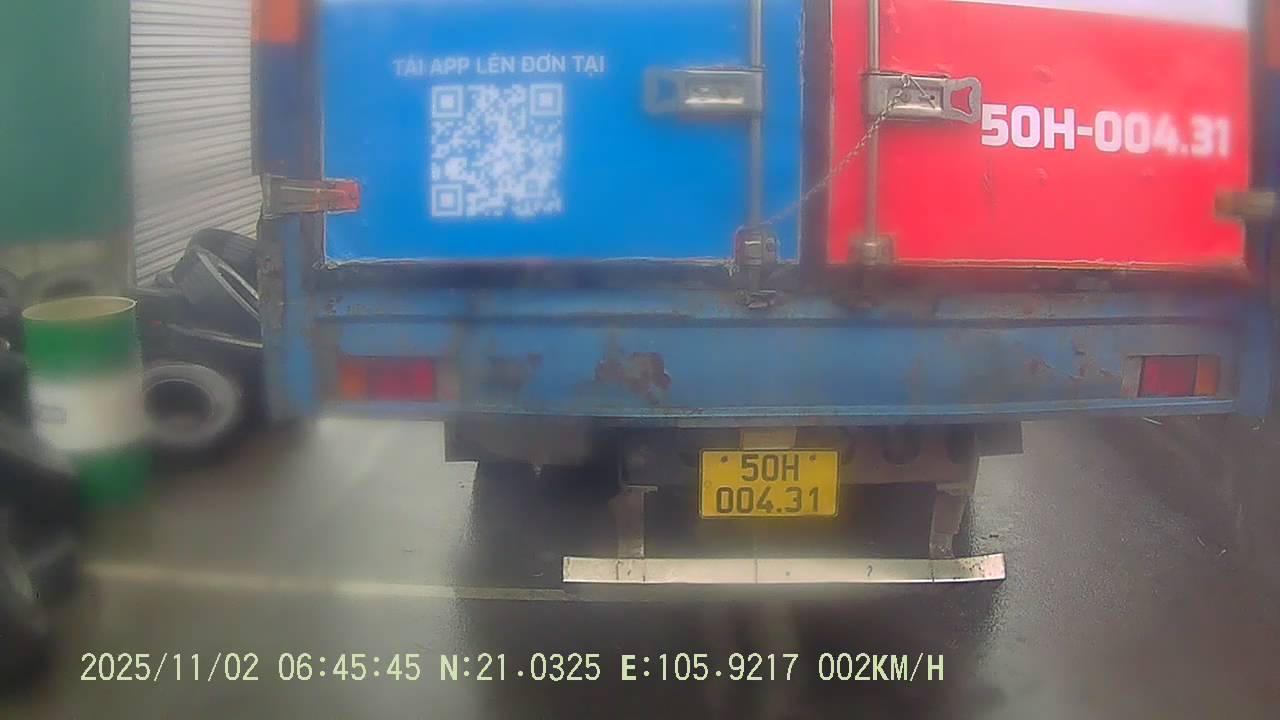 TẢI APP LÊN ĐƠN TẠI
50H-004.31
50H
004.31
2025/11/02 06:45:45 N:21.0325 E:105.9217 002KM/H